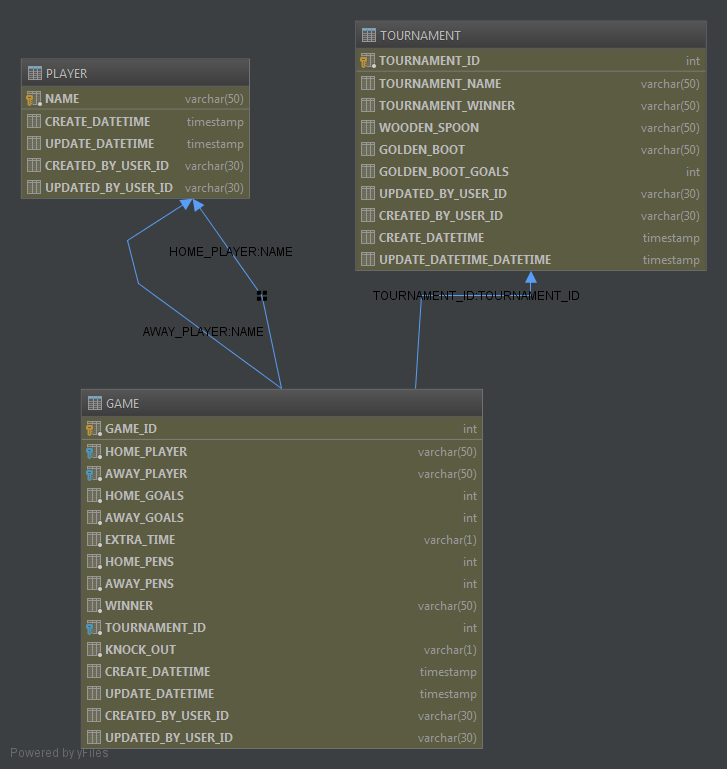 PLAYER
NAME varchar(50)
CREATE_DATETIME timestamp
UPDATE_DATETIME timestamp
CREATED_BY_USER_ID varchar(30)
UPDATED_BY_USER_ID varchar(30)
TOURNAMENT
TOURNAMENT_ID int
TOURNAMENT_NAME varchar(50)
TOURNAMENT_WINNER varchar(50)
WOODEN_SPOON varchar(50)
GOLDEN_BOOT varchar(50)
GOLDEN_BOOT_GOALS int
UPDATED_BY_USER_ID varchar(30)
CREATED_BY_USER_ID varchar(30)
CREATE_DATETIME timestamp
UPDATE_DATETIME_DATETIME timestamp
HOME_PLAYER:NAME
TOURNAMENT_ID:TOURNAMENT_ID
AWAY_PLAYER:NAME
GAME
GAME_ID int
HOME_PLAYER varchar(50)
AWAY_PLAYER varchar(50)
HOME_GOALS int
AWAY_GOALS int
EXTRA_TIME varchar(1)
HOME_PENS int
AWAY_PENS int
WINNER varchar(50)
TOURNAMENT_ID int
KNOCK_OUT varchar(1)
CREATE_DATETIME timestamp
UPDATE_DATETIME timestamp
CREATED_BY_USER_ID varchar(30)
UPDATED_BY_USER_ID varchar(30)
Powered by yFiles